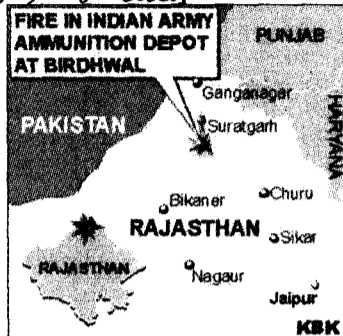 FIRE IN INDIAN ARMY
AMMUNITION DEPOT
AT BIRDHWAL
PUNJAB
Ganganagar
HARYANA
PAKISTAN
Suratgarh
Bikaner
Churu
RAJASTHAN
Sikar
RAJASTHAN
Nagaur
Jaipur
KBK